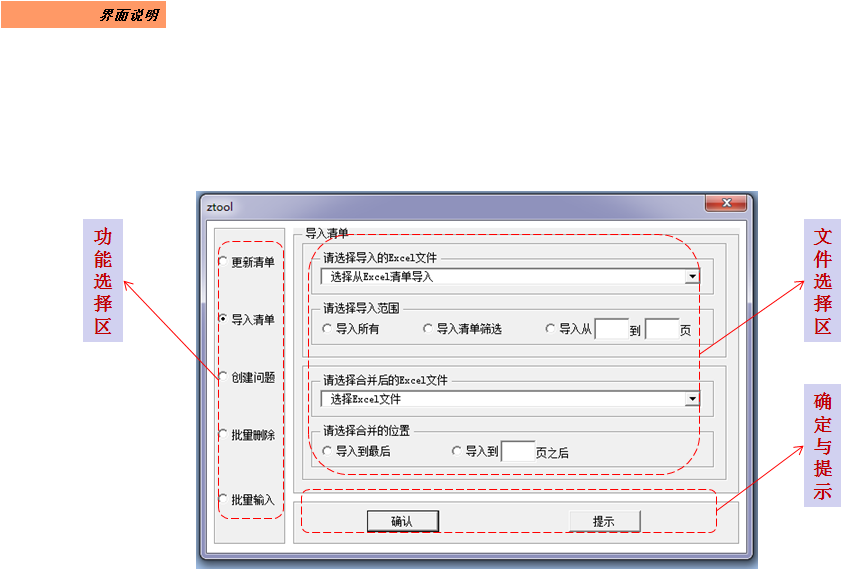 界面说明
ztool
功能选择区
更新清单
导入清单
创建问题
批量删除
批量输入
导入清单
请选择导入的Excel文件
选择从Excel清单导入
请选择导入范围
导入所有 导入清单筛选 导入从 到 页
请选择合并后的Excel文件
选择Excel文件
请选择合并的位置
导入到最后 导入到 页之后
确认 提示
文件选择区
确定与提示